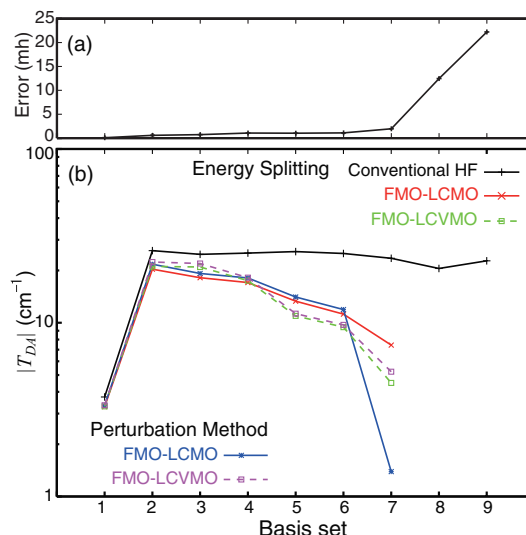 (a)
Error (mh)
25
20
15
10
5
0
(b)
Energy Splitting
Conventional HF
FMO-LCMO
FMO-LCVMO
|T_{DA}| (cm⁻¹)
100
10
1
Perturbation Method
FMO-LCMO
FMO-LCVMO
1 2 3 4 5 6 7 8 9
Basis set